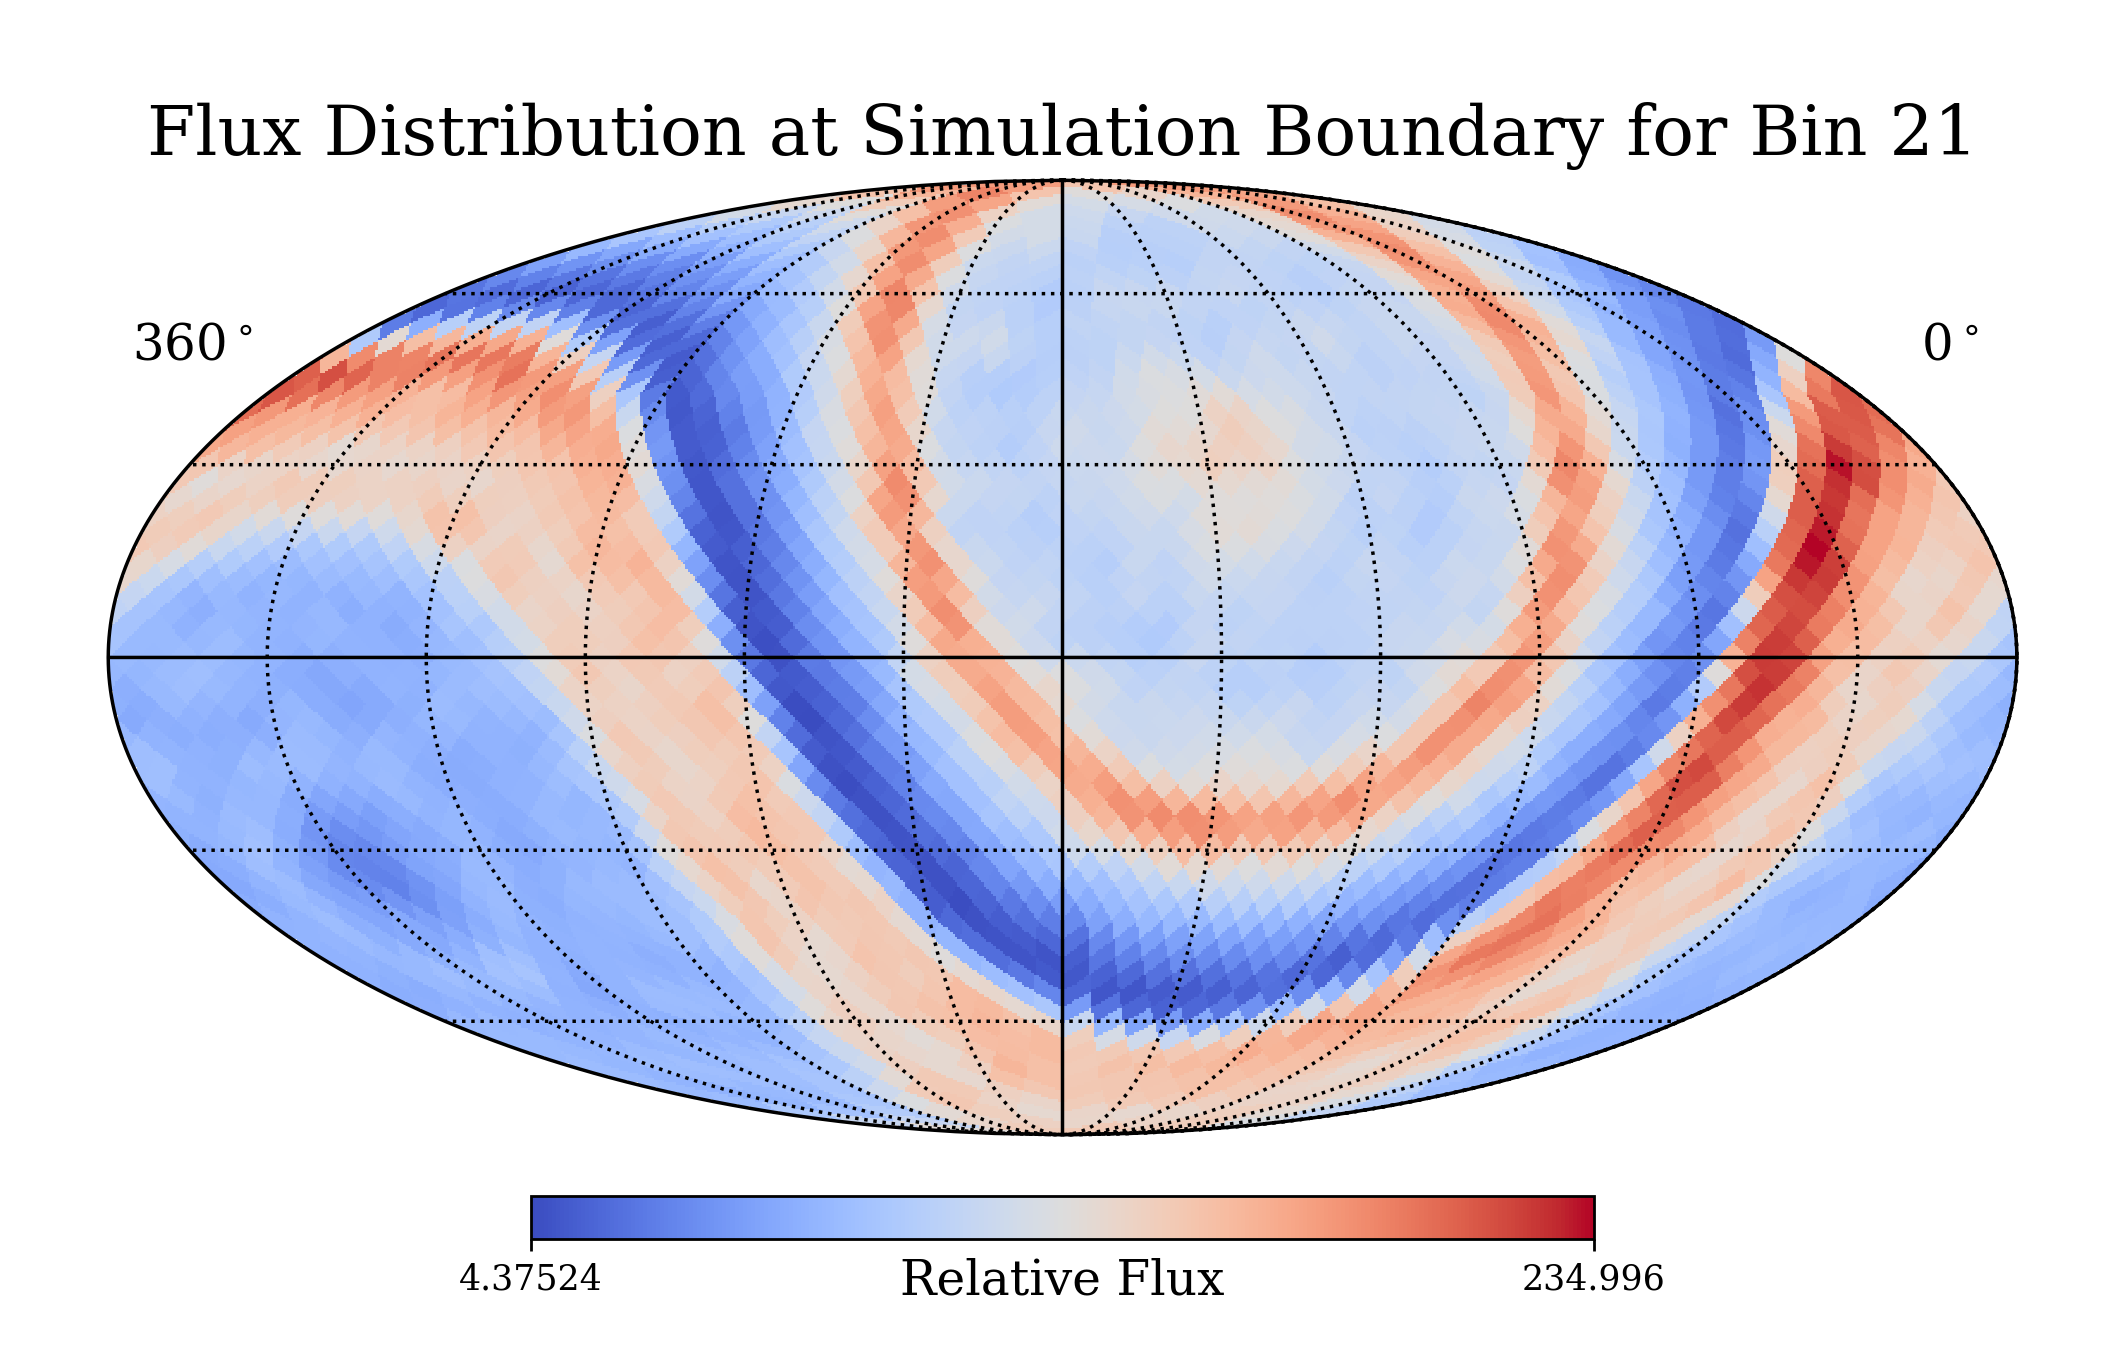 Flux Distribution at Simulation Boundary for Bin 21
360°
0°
4.37524
Relative Flux
234.996